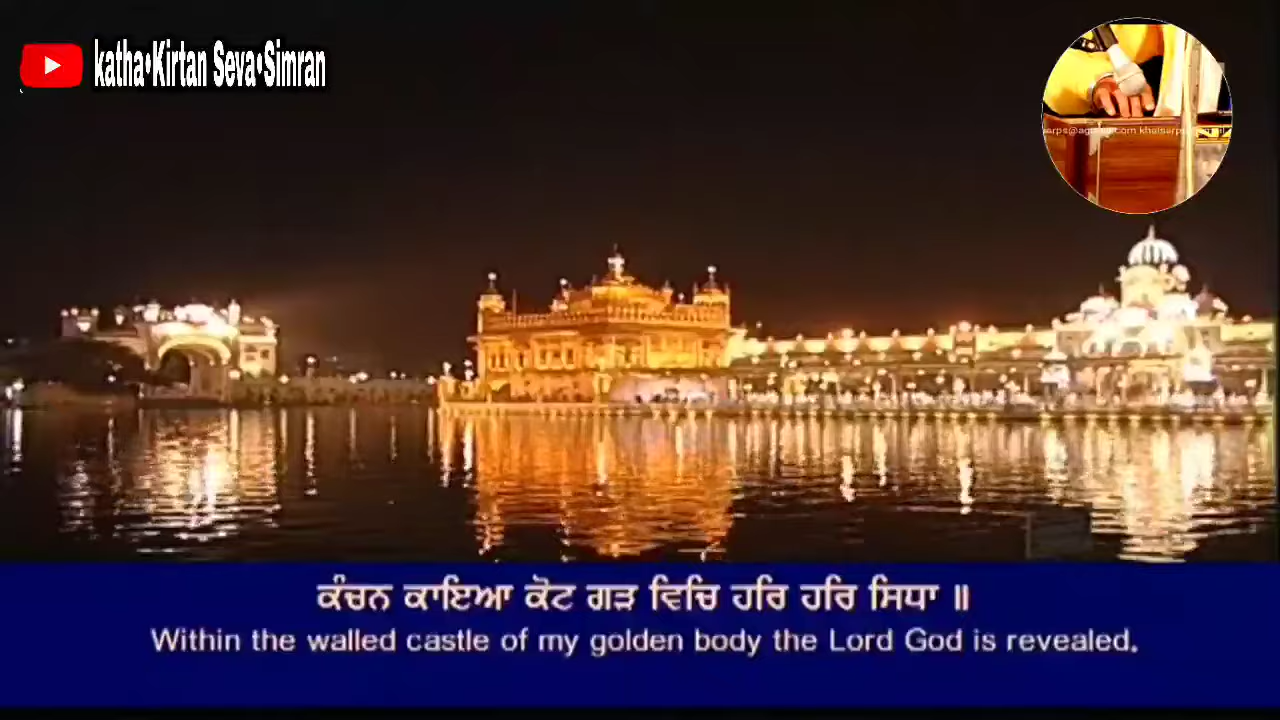 katha•Kirtan Seva•Simran
ਕੰਚਨ ਕਾਇਆ ਕੋਟ ਗੜ ਵਿਚਿ ਹਰਿ ਹਰਿ ਸਿਧਾ ॥
Within the walled castle of my golden body the Lord God is revealed.